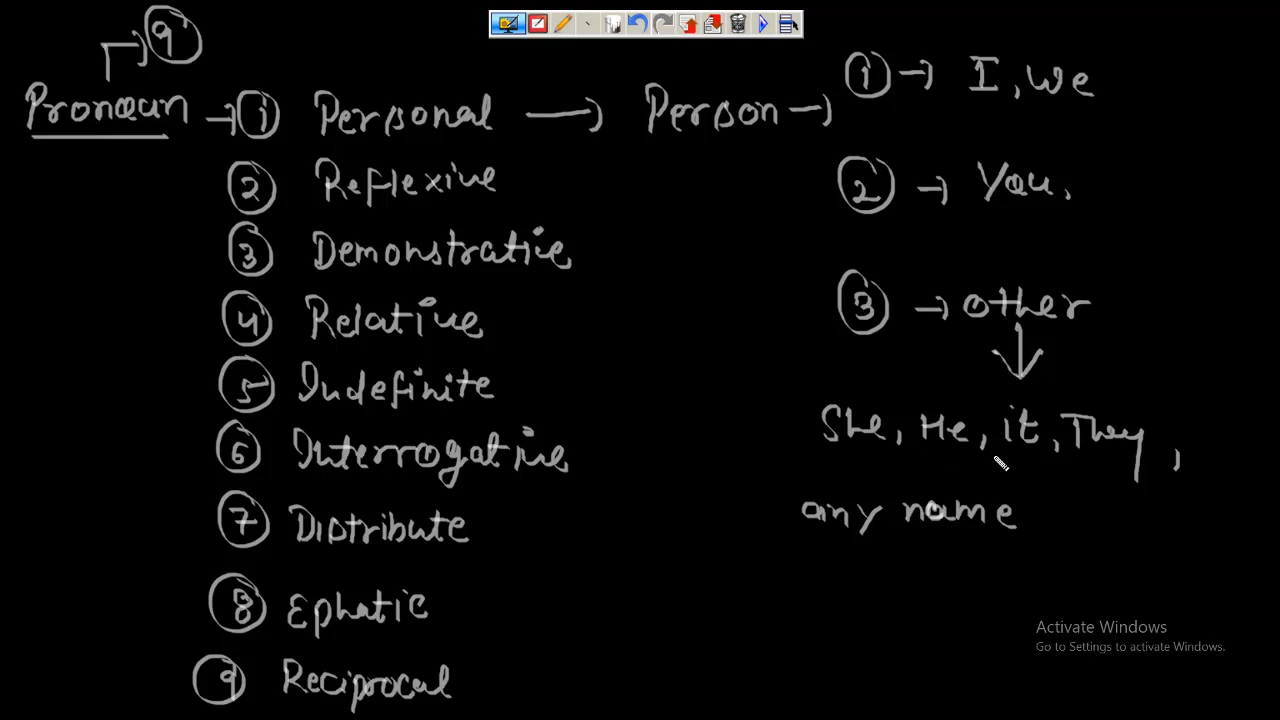 9
Pronoun → 1 Personal → Person →
2 Reflexive
3 Demonstrative
4 Relative
5 Indefinite
6 Interrogative
7 Distribute
8 Ephatic
9 Reciprocal
1 → I, we
2 → You,
3 → other
She, He, it, They,
any name
Activate Windows
Go to Settings to activate Windows.